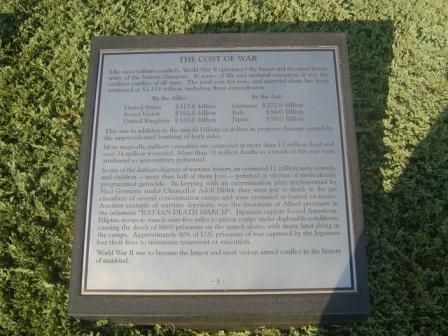 THE COST OF WAR
Like most military conflicts, World War II epitomized the basest and the most heroic
traits of the human character. In terms of life and material resources, it was the
costliest conflict of all time. The total cost for arms and material alone has been
estimated at $1.154 trillion, including these expenditures:
By the Allies By the Axis
United States $317.6 billion Germany $272.9 billion
Soviet Union $192.0 billion Italy $94.0 billion
United Kingdom $120.0 billion Japan $56.0 billion
This was in addition to the untold billions of dollars in property damage caused by
the unprecedented bombing of both sides.
More tragically, military casualties are estimated at more than 15 million dead and
over 34 million wounded. More than 38 million deaths as a result of this war were
attributed to non-military personnel.
In one of the darkest chapters of wartime history, an estimated 11 million men, women,
and children – more than half of them Jews – perished as victims of meticulously
programmed genocide. In keeping with an extermination plan implemented by
Nazi Germany under Chancellor Adolf Hitler, they were put to death in the gas
chambers of several concentration camps and were cremated or buried en masse.
Another example of wartime depravity, was the treatment of Allied prisoners in
the infamous "BATAAN DEATH MARCH". Japanese captors forced American-
Filipino troops to march sixty-five miles to prison camps under deplorable conditions,
causing the death of 8600 prisoners on the march alone, with many later dying in
the camps. Approximately 40% of U.S. prisoners of war captured by the Japanese
lost their lives to inhumane treatment or execution.
World War II was to become the largest and most violent armed conflict in the history
of mankind.
– 5 –